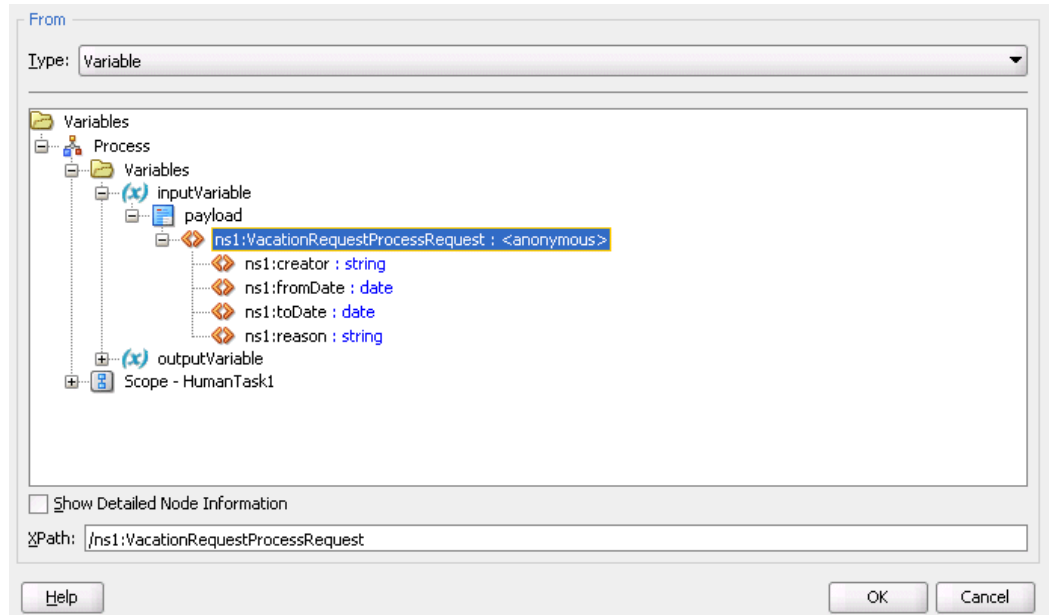 From
Type: Variable
Variables
Process
Variables
inputVariable
payload
ns1:VacationRequestProcessRequest : <anonymous>
ns1:creator : string
ns1:fromDate : date
ns1:toDate : date
ns1:reason : string
outputVariable
Scope - HumanTask1
Show Detailed Node Information
XPath: /ns1:VacationRequestProcessRequest
Help OK Cancel